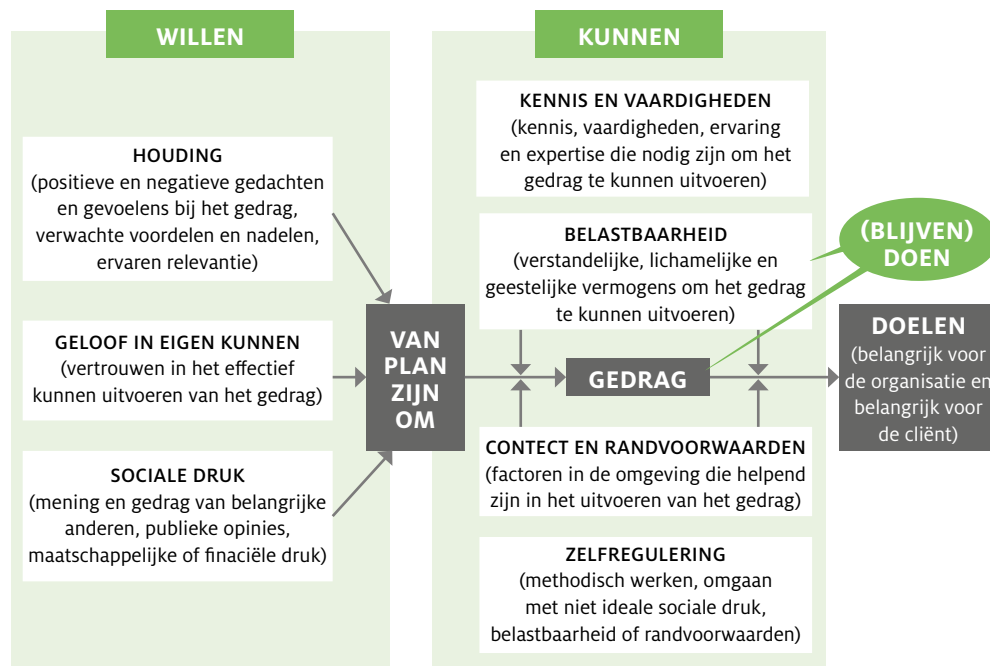 WILLEN
HOUDING
(positieve en negatieve gedachten
en gevoelens bij het gedrag,
verwachte voordelen en nadelen,
ervaren relevantie)
GELOOF IN EIGEN KUNNEN
(vertrouwen in het effectief
kunnen uitvoeren van het gedrag)
SOCIALE DRUK
(mening en gedrag van belangrijke
anderen, publieke opinies,
maatschappelijke of finaciële druk)
VAN
PLAN
ZIJN
OM
KUNNEN
KENNIS EN VAARDIGHEDEN
(kennis, vaardigheden, ervaring
en expertise die nodig zijn om het
gedrag te kunnen uitvoeren)
BELASTBAARHEID
(verstandelijke, lichamelijke en
geestelijke vermogens om het gedrag
te kunnen uitvoeren)
GEDRAG
CONTECT EN RANDVOORWAARDEN
(factoren in de omgeving die helpend
zijn in het uitvoeren van het gedrag)
ZELFREGULERING
(methodisch werken, omgaan
met niet ideale sociale druk,
belastbaarheid of randvoorwaarden)
(BLIJVEN)
DOEN
DOELEN
(belangrijk voor
de organisatie en
belangrijk voor
de cliënt)